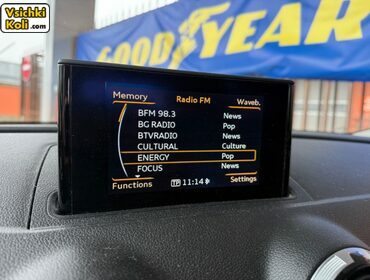 Vsichki
Koli.com
GOODYEAR
Memory
Radio FM
Waveb.
BFM 98.3 News
BG RADIO Pop
BTVRADIO News
CULTURAL Culture
ENERGY Pop
FOCUS News
Functions
TP 11:14
Settings